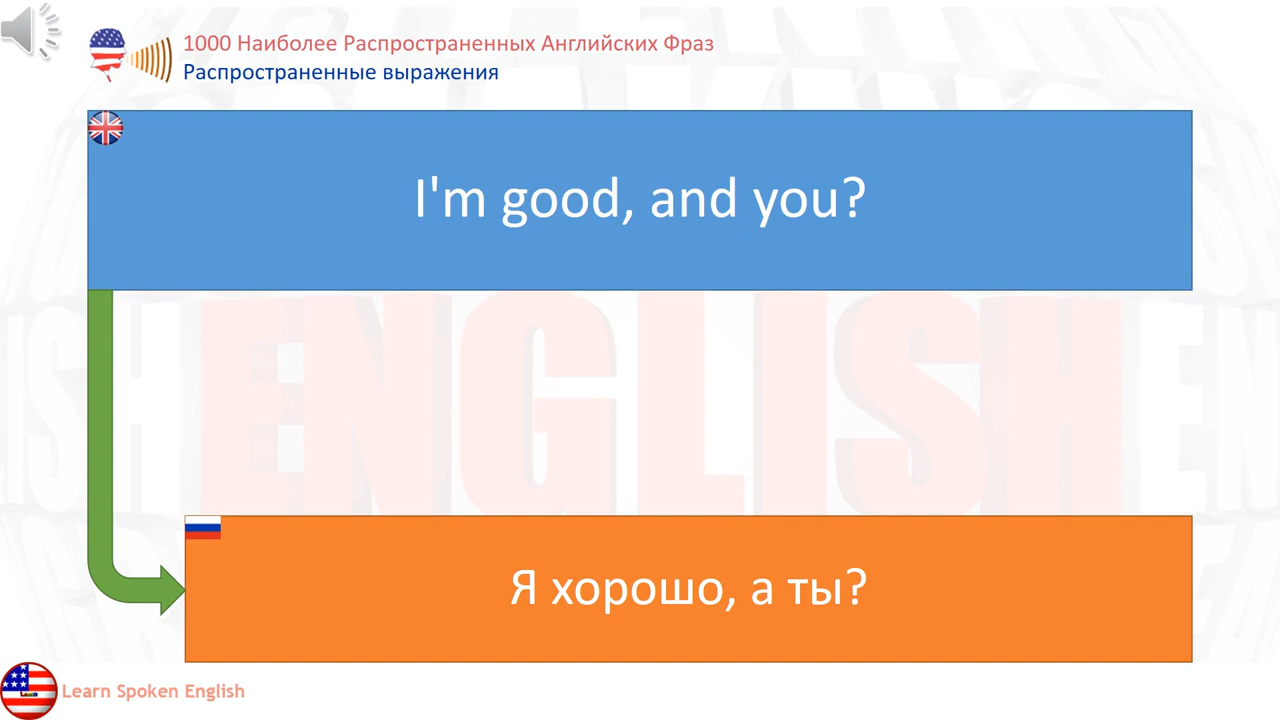 1000 Наиболее Распространенных Английских Фраз
Распространенные выражения
I'm good, and you?
Я хорошо, а ты?
Learn Spoken English